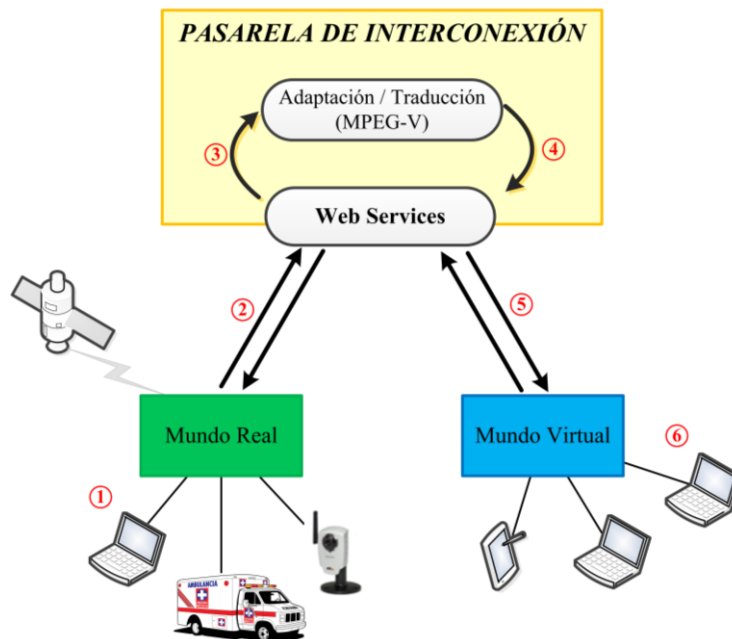 PASARELA DE INTERCONEXIÓN
Adaptación / Traducción
(MPEG-V)
③
④
Web Services
②
⑤
Mundo Real
Mundo Virtual
⑥
①
AMBULANCIA